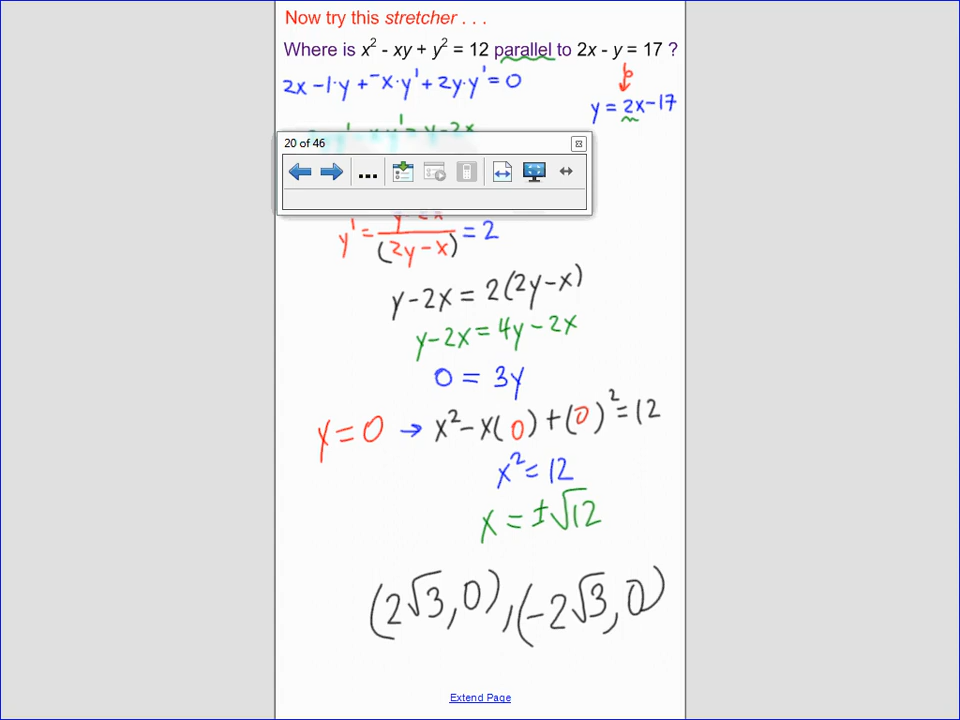 Now try this stretcher . . .
Where is x² - xy + y² = 12 parallel to 2x - y = 17 ?
2x - 1·y + ⁻x·y' + 2y·y' = 0
y = 2x - 17
20 of 46
y' = y-2x/(2y-x) = 2
y - 2x = 2(2y - x)
y - 2x = 4y - 2x
0 = 3y
y = 0 → x² - x(0) + (0)² = 12
x² = 12
x = ±√12
(2√3, 0), (-2√3, 0)
Extend Page